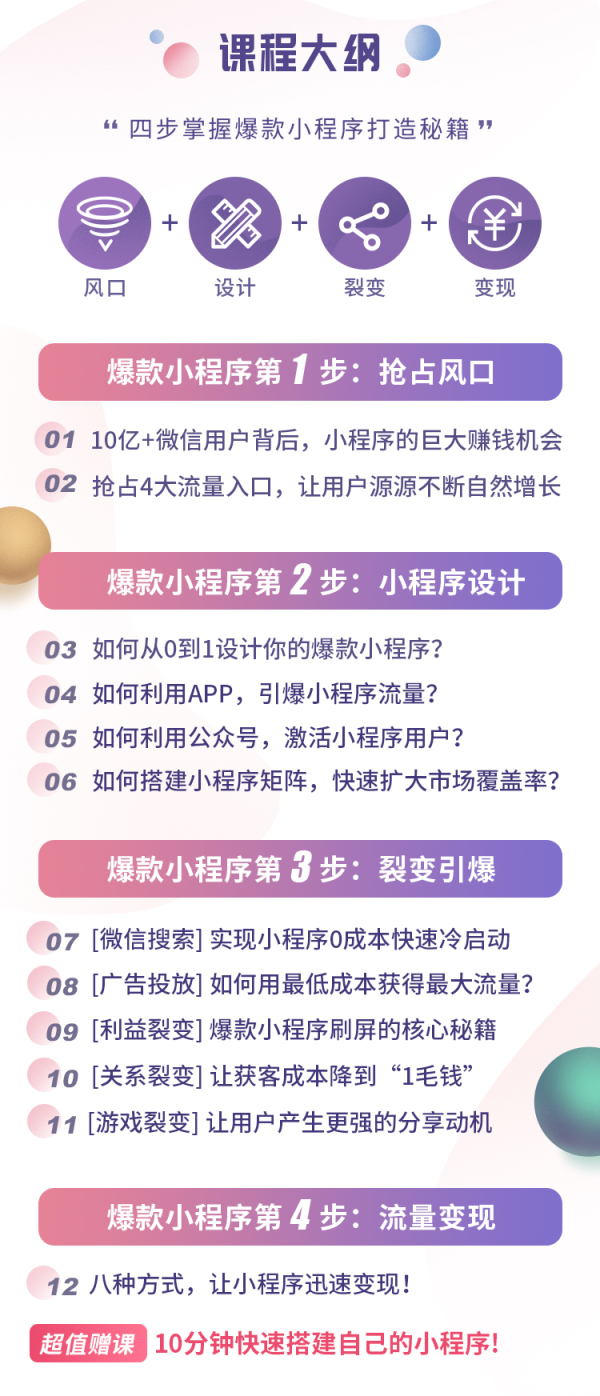 课程大纲
“ 四步掌握爆款小程序打造秘籍 ”
¥
+ + +
风口 设计 裂变 变现
爆款小程序第1步：抢占风口
01 10亿+微信用户背后，小程序的巨大赚钱机会
02 抢占4大流量入口，让用户源源不断自然增长
爆款小程序第2步：小程序设计
03 如何从0到1设计你的爆款小程序？
04 如何利用APP，引爆小程序流量？
05 如何利用公众号，激活小程序用户？
06 如何搭建小程序矩阵，快速扩大市场覆盖率？
爆款小程序第3步：裂变引爆
07 [微信搜索] 实现小程序0成本快速冷启动
08 [广告投放] 如何用最低成本获得最大流量？
09 [利益裂变] 爆款小程序刷屏的核心秘籍
10 [关系裂变] 让获客成本降到“1毛钱”
11 [游戏裂变] 让用户产生更强的分享动机
爆款小程序第4步：流量变现
12 八种方式，让小程序迅速变现！
超值赠课 10分钟快速搭建自己的小程序!